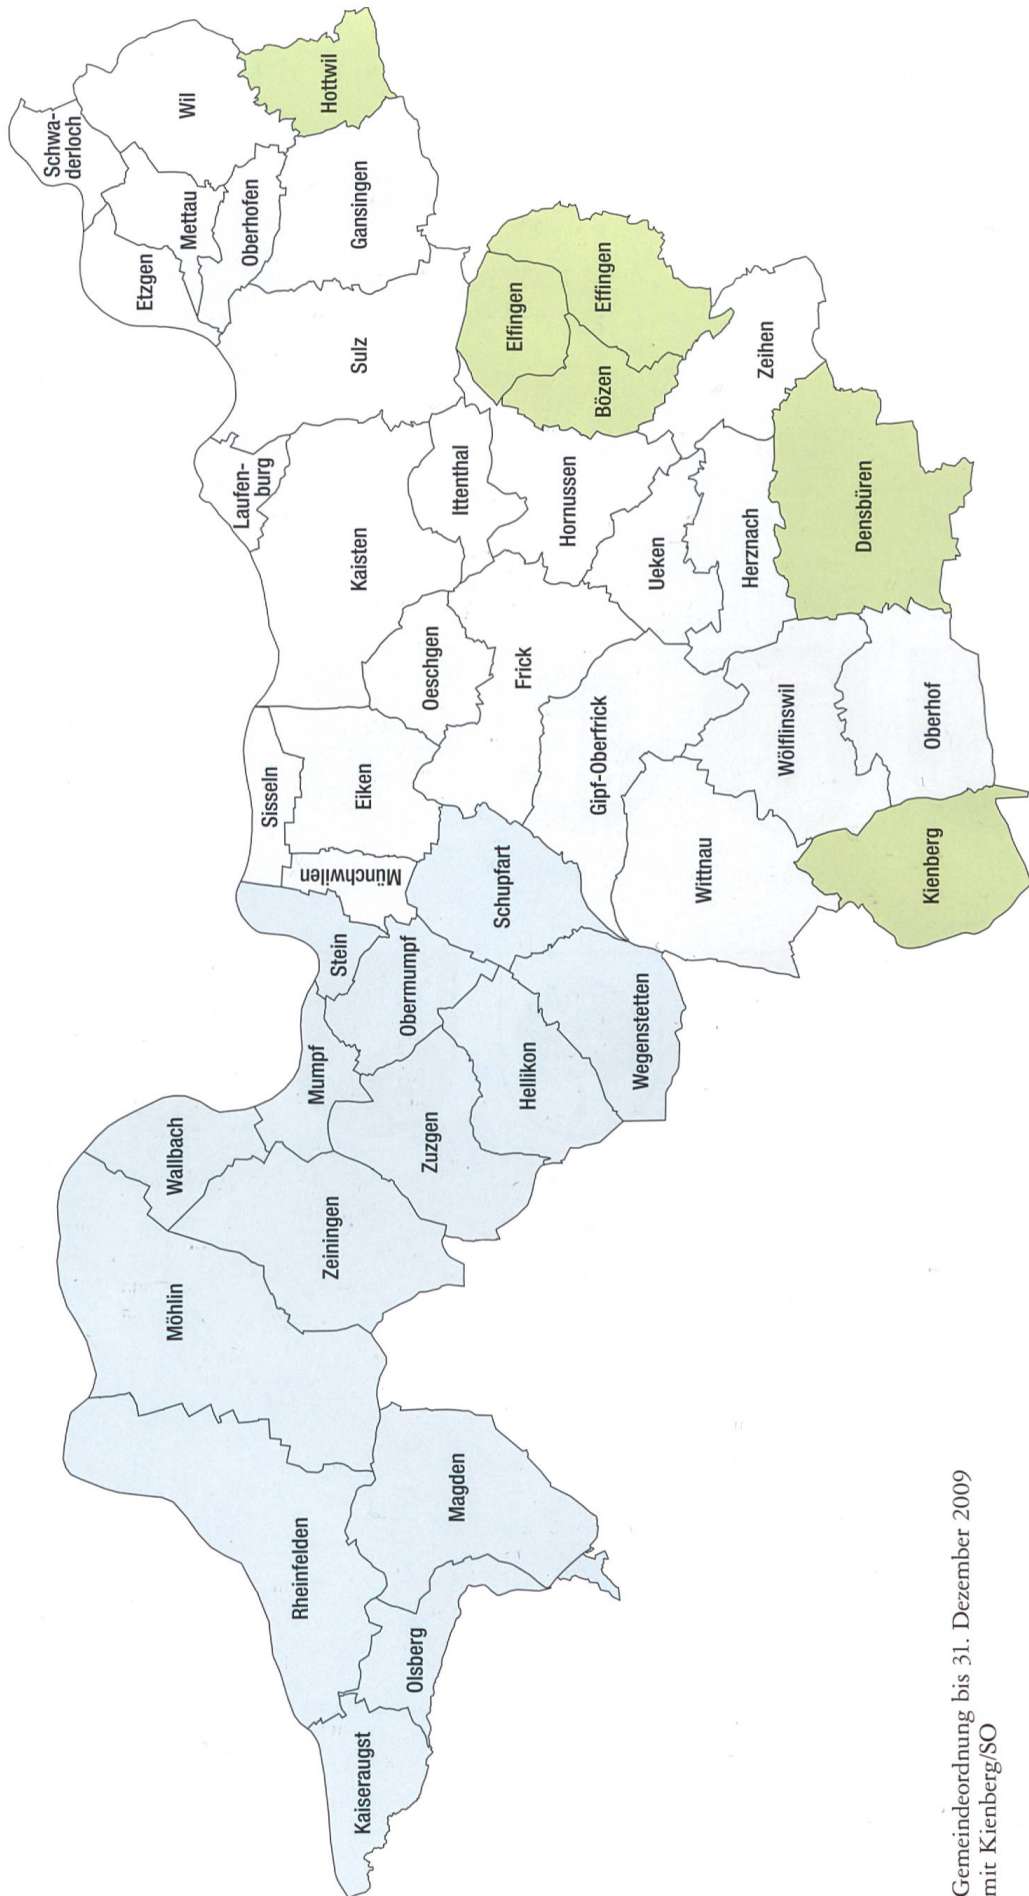 Schwa-
derloch
Wil
Hottwil
Mettau
Oberhofen
Gansingen
Etzgen
Sulz
Elfingen
Effingen
Bözen
Zeihen
Laufen-
burg
Kaisten
Ittenthal
Hornussen
Ueken
Herznach
Densbüren
Oeschgen
Frick
Gipf-Oberfrick
Wölflinswil
Oberhof
Sisseln
Eiken
Münchwilen
Schupfart
Wittnau
Kienberg
Stein
Obermumpf
Mumpf
Wegenstetten
Hellikon
Zuzgen
Wallbach
Zeiningen
Möhlin
Magden
Rheinfelden
Olsberg
Kaiseraugst
Gemeindeordnung bis 31. Dezember 2009
mit Kienberg/SO